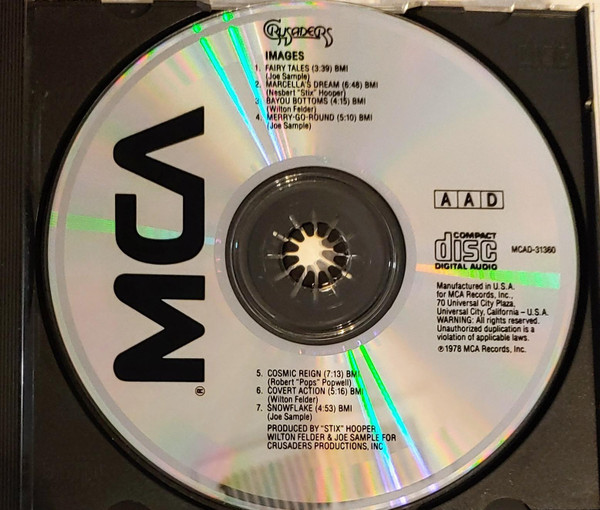 CRUSADERS
IMAGES
1. FAIRY TALES (3:39) BMI
(Joe Sample)
2. MARCELLA'S DREAM (6:48) BMI
(Nesbert "Stix" Hooper)
3. BAYOU BOTTOMS (4:15) BMI
(Wilton Felder)
4. MERRY-GO-ROUND (5:10) BMI
(Joe Sample)
MCA
®
A A D
COMPACT
disc
DIGITAL AUDIO
MCAD-31360
Manufactured in U.S.A.
for MCA Records, Inc.,
70 Universal City Plaza,
Universal City, California – U.S.A.
WARNING: All rights reserved.
Unauthorized duplication is a
violation of applicable laws.
℗1978 MCA Records, Inc.
5. COSMIC REIGN (7:13) BMI
(Robert "Pops" Popwell)
6. COVERT ACTION (5:16) BMI
(Wilton Felder)
7. SNOWFLAKE (4:53) BMI
(Joe Sample)
PRODUCED BY "STIX" HOOPER
WILTON FELDER & JOE SAMPLE FOR
CRUSADERS PRODUCTIONS, INC